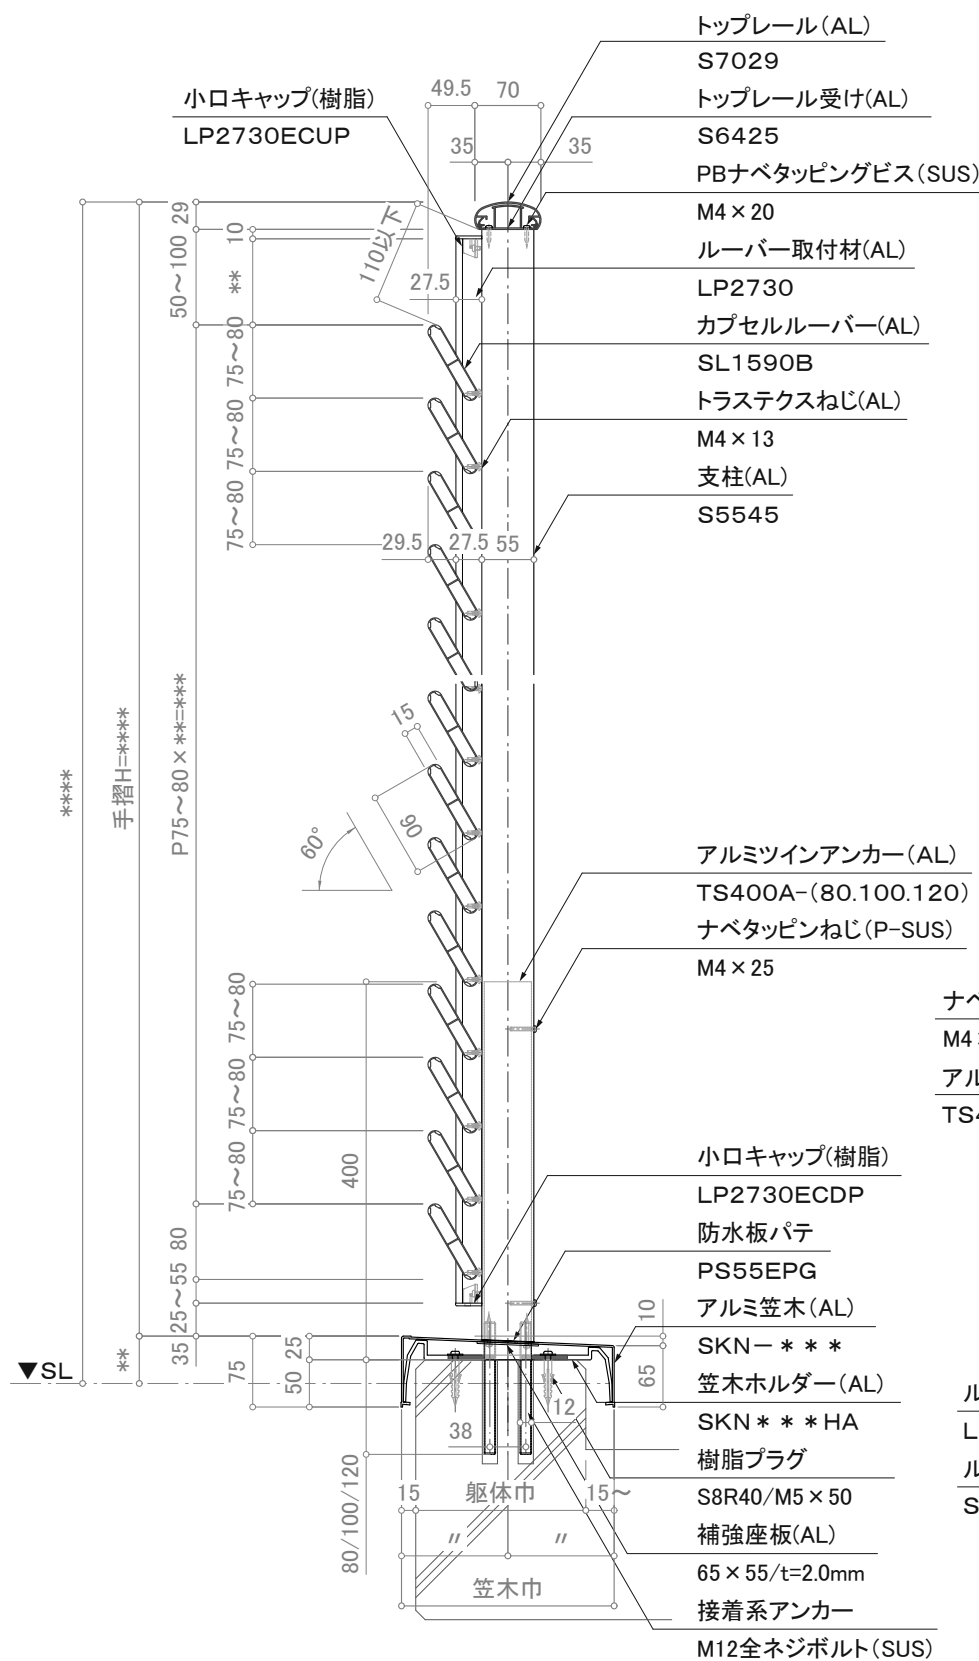 トップレール(AL)
S7029
小口キャップ(樹脂)
LP2730ECUP
49.5 70
35 35
トップレール受け(AL)
S6425
PBナベタッピングビス(SUS)
M4×20
ルーバー取付材(AL)
LP2730
カプセルルーバー(AL)
SL1590B
トラステクスねじ(AL)
M4×13
支柱(AL)
S5545
29
10
50~100
**
110以下
27.5
75~80
75~80
75~80
29.5 27.5 55
****
手摺H=****
P75~80×**=****
15
90
60°
アルミツインアンカー(AL)
TS400A-(80.100.120)
ナベタッピンねじ(P-SUS)
M4×25
ナベ
M4
アル
TS4
75~80
75~80
75~80
400
80
25~55
35
小口キャップ(樹脂)
LP2730ECDP
防水板パテ
PS55EPG
アルミ笠木(AL)
SKN-***
笠木ホルダー(AL)
SKN***HA
樹脂プラグ
S8R40/M5×50
補強座板(AL)
65×55/t=2.0mm
接着系アンカー
M12全ネジボルト(SUS)
10
65
▼SL
**
75
25
50
12
38
80/100/120
15 躯体巾 15~
〃 〃
笠木巾
ル
L
ル
S